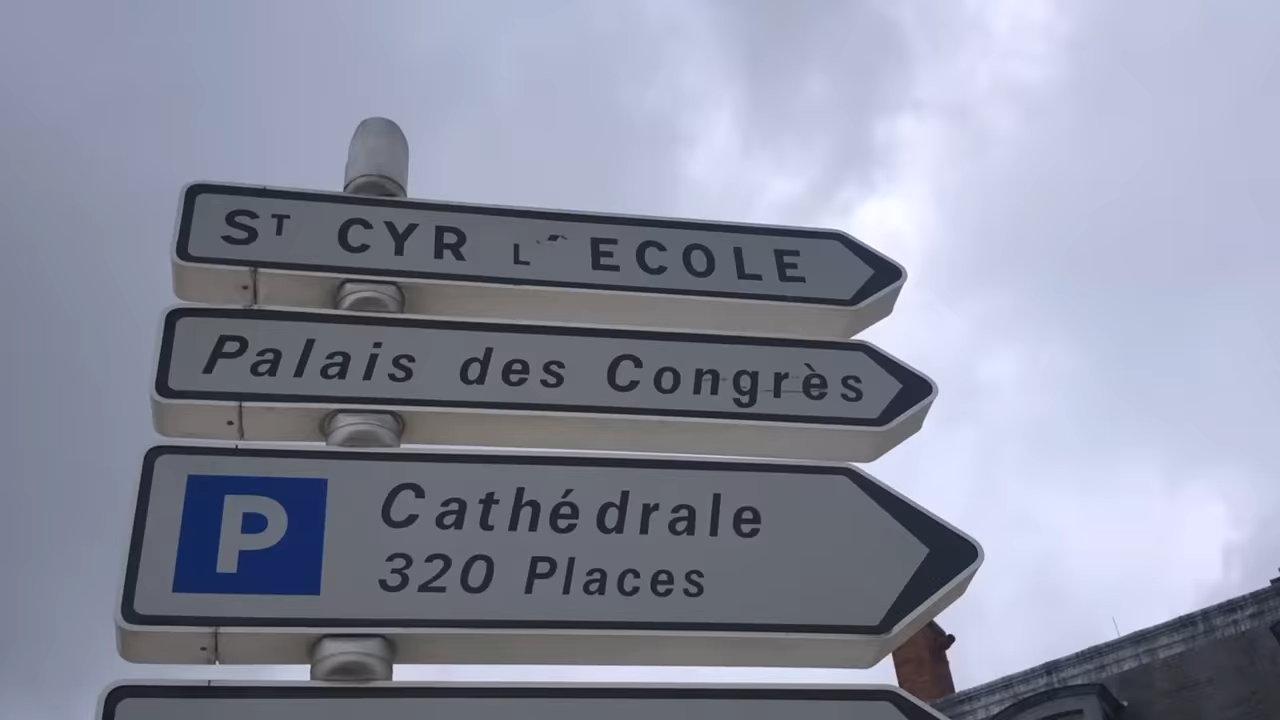 ST CYR L' ECOLE
Palais des Congrès
P
Cathédrale
320 Places